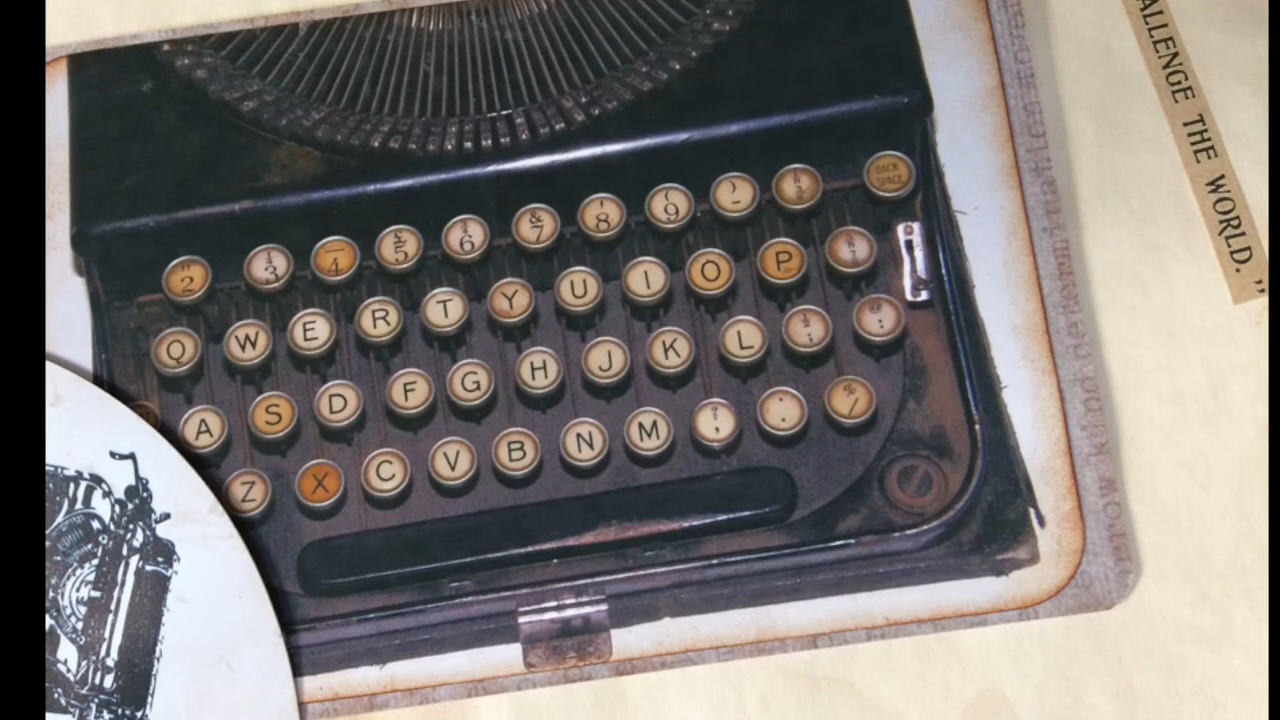 ALLENGE THE WORLD.”
BACK
SPACE
" 2 3 — 4 £ 5 6 & 7 ' 8 ( 9 ) -
Q W E R T Y U I O P
A S D F G H J K L ; @ :
Z X C V B N M ? , . % /